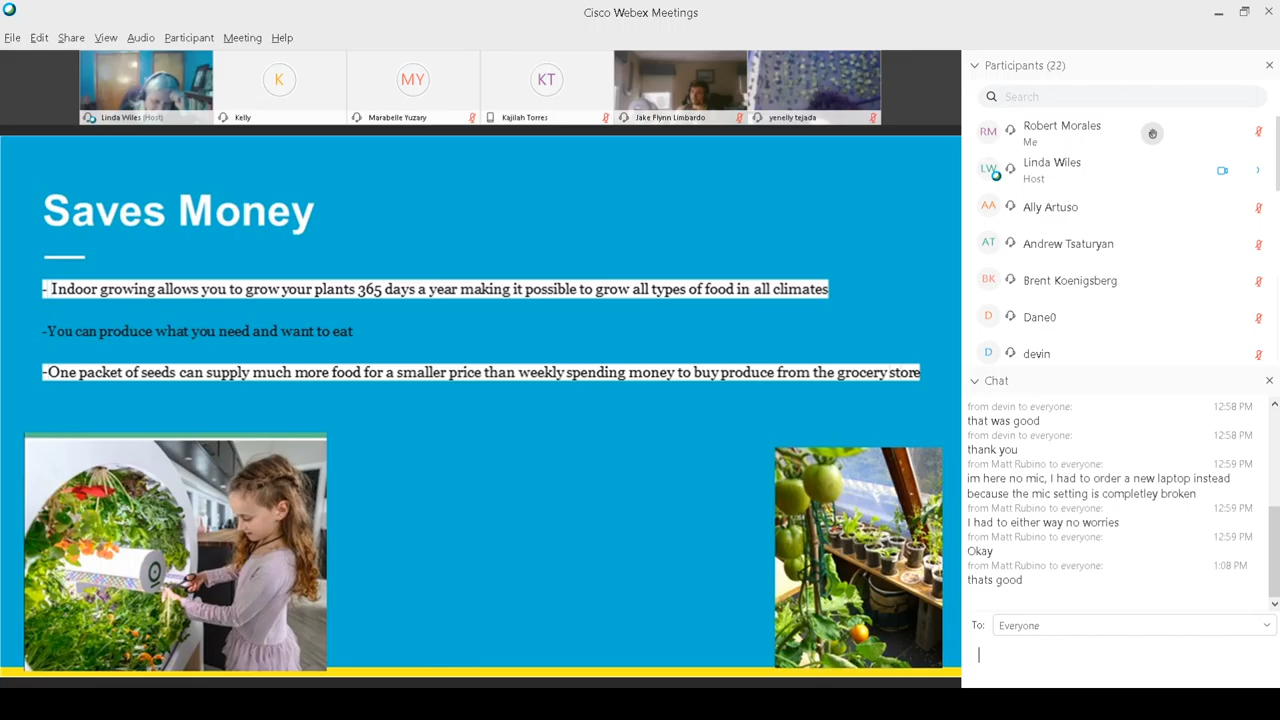 Cisco Webex Meetings
File Edit Share View Audio Participant Meeting Help
K
MY
KT
Linda Wiles (Host)
Kelly
Marabelle Yuzary
Kajilah Torres
Jake Flynn Limbardo
yenelly tejada
Saves Money
- Indoor growing allows you to grow your plants 365 days a year making it possible to grow all types of food in all climates
-You can produce what you need and want to eat
-One packet of seeds can supply much more food for a smaller price than weekly spending money to buy produce from the grocery store
Participants (22)
Search
RM Robert Morales
Me
LW Linda Wiles
Host
AA Ally Artuso
AT Andrew Tsaturyan
BK Brent Koenigsberg
D Dane0
D devin
Chat
from devin to everyone: 12:58 PM
that was good
from devin to everyone: 12:58 PM
thank you
from Matt Rubino to everyone: 12:59 PM
im here no mic, I had to order a new laptop instead
because the mic setting is completley broken
from Matt Rubino to everyone: 12:59 PM
I had to either way no worries
from Matt Rubino to everyone: 12:59 PM
Okay
from Matt Rubino to everyone: 1:08 PM
thats good
To: Everyone